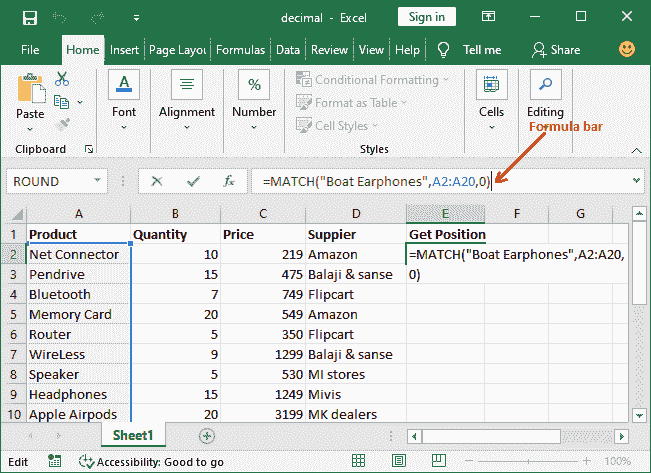 decimal - Excel
Sign in
File Home Insert Page Layou Formulas Data Review View Help Tell me Share
Paste
Clipboard
Font
Alignment
%
Number
Conditional Formatting
Format as Table
Cell Styles
Styles
Cells
Editing
Formula bar
ROUND fx =MATCH("Boat Earphones",A2:A20,0)
A B C D E F G
1 Product Quantity Price Suppier Get Position
2 Net Connector 10 219 Amazon =MATCH("Boat Earphones",A2:A20,
3 Pendrive 15 475 Balaji & sanse 0)
4 Bluetooth 7 749 Flipcart
5 Memory Card 20 549 Amazon
6 Router 5 350 Flipcart
7 WireLess 9 1299 Balaji & sanse
8 Speaker 5 530 MI stores
9 Headphones 15 1249 Mivis
10 Apple Airpods 20 3199 MK dealers
Sheet1
Edit Accessibility: Good to go 100%